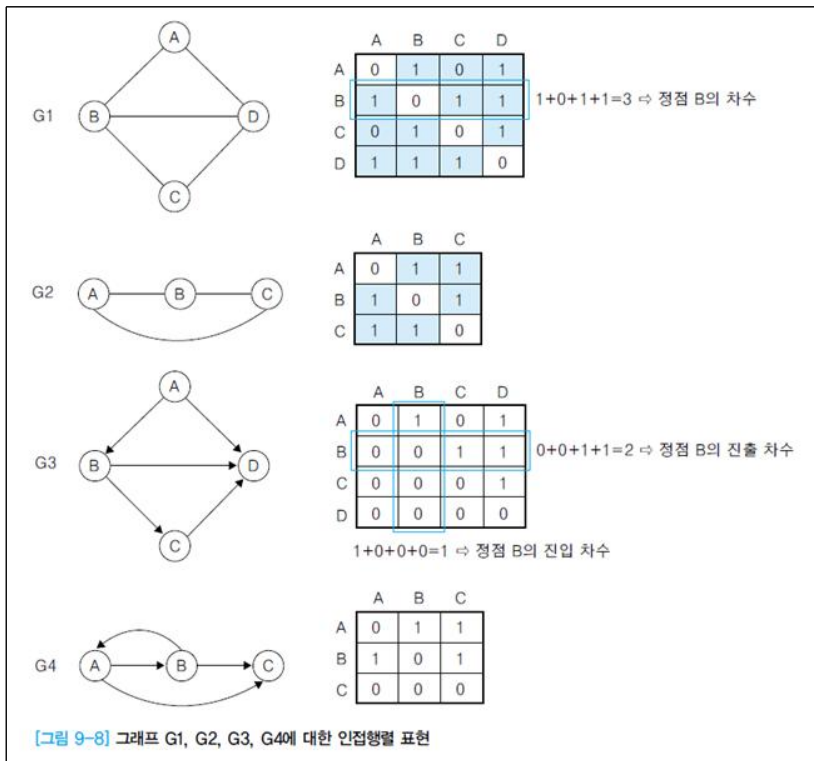 A
B
D
C
G1
A B C D
A 0 1 0 1
B 1 0 1 1
C 0 1 0 1
D 1 1 1 0
1+0+1+1=3 ⇨ 정점 B의 차수
G2
A B C
A B C
A 0 1 1
B 1 0 1
C 1 1 0
A
B
D
C
G3
A B C D
A 0 1 0 1
B 0 0 1 1
C 0 0 0 1
D 0 0 0 0
0+0+1+1=2 ⇨ 정점 B의 진출 차수
1+0+0+0=1 ⇨ 정점 B의 진입 차수
G4
A B C
A B C
A 0 1 1
B 1 0 1
C 0 0 0
[그림 9-8] 그래프 G1, G2, G3, G4에 대한 인접행렬 표현